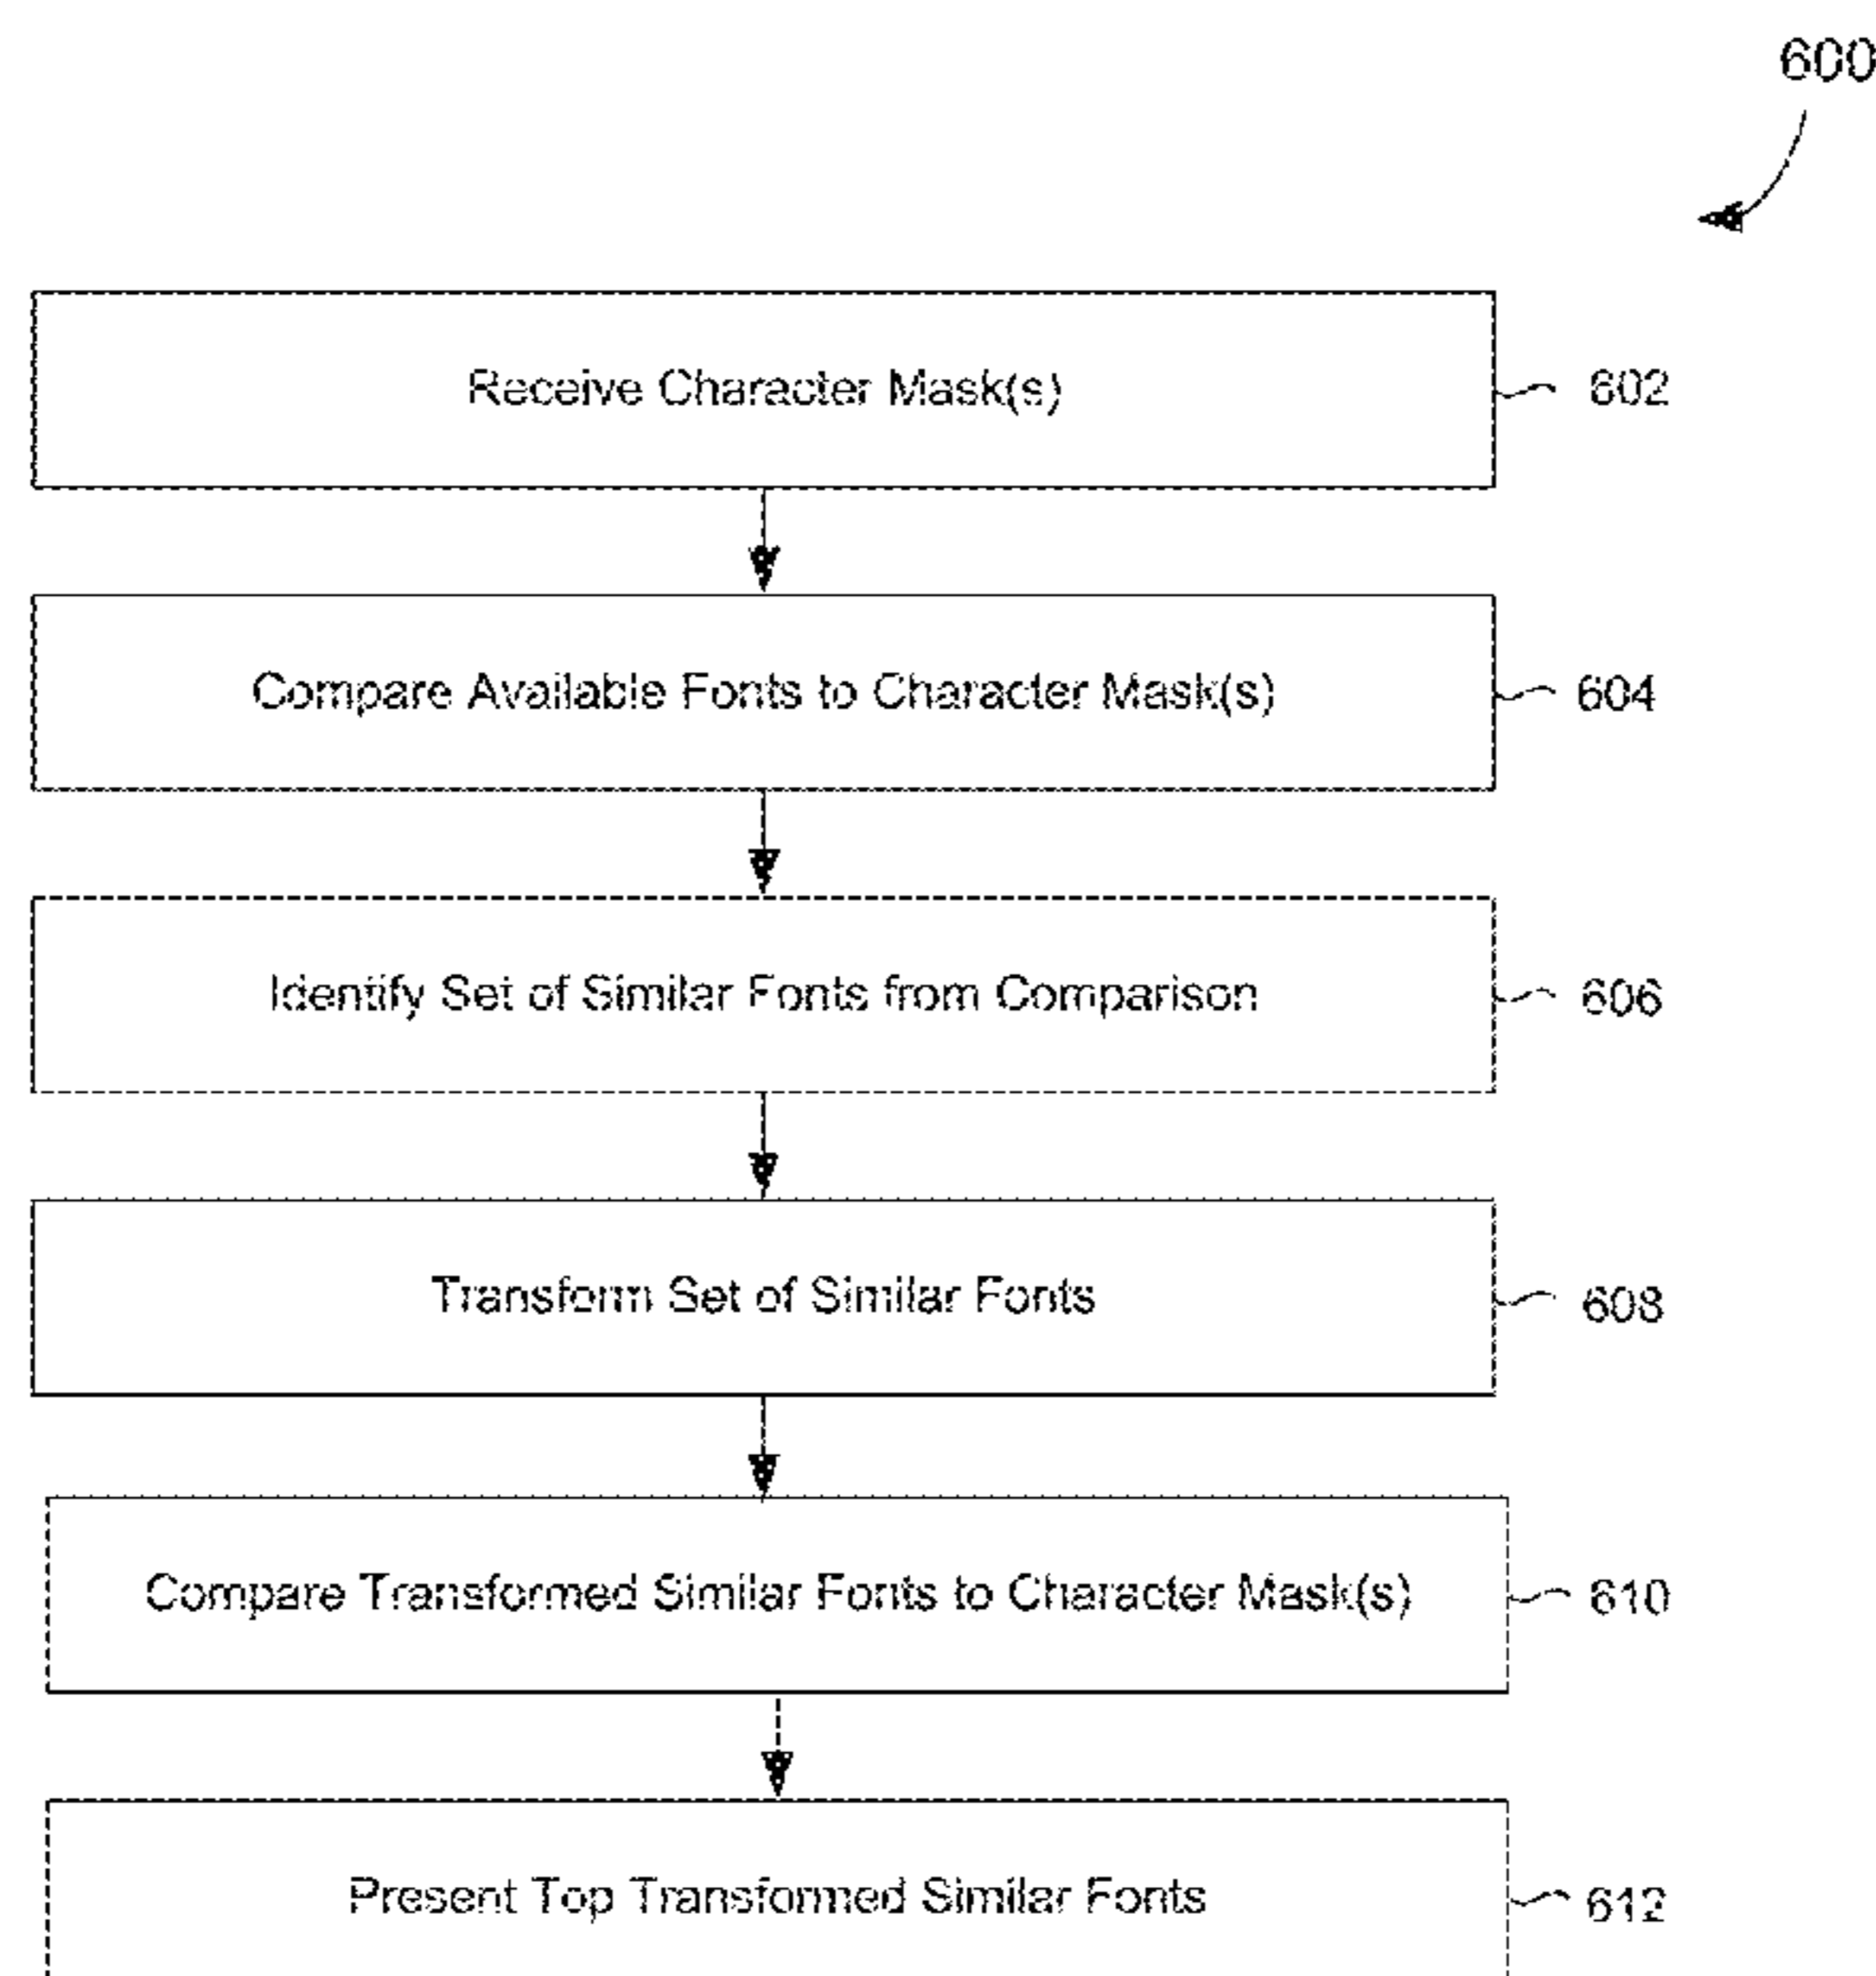 600
Receive Character Mask(s)
602
Compare Available Fonts to Character Mask(s)
604
Identify Set of Similar Fonts from Comparison
606
Transform Set of Similar Fonts
608
Compare Transformed Similar Fonts to Character Mask(s)
610
Present Top Transformed Similar Fonts
612